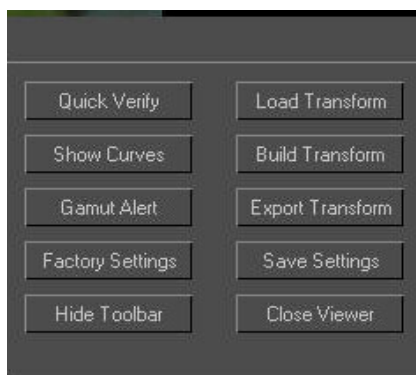 Quick Verify Load Transform
Show Curves Build Transform
Gamut Alert Export Transform
Factory Settings Save Settings
Hide Toolbar Close Viewer